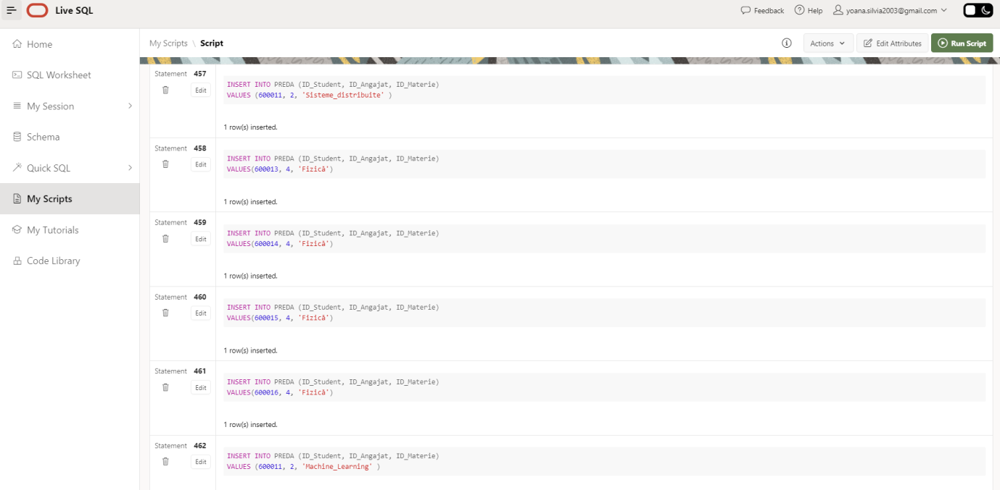 Live SQL
Feedback
Help
yoana.silvia2003@gmail.com
Home
SQL Worksheet
My Session
Schema
Quick SQL
My Scripts
My Tutorials
Code Library
My Scripts \ Script
Actions
Edit Attributes
Run Script
Statement 457
Edit
INSERT INTO PREDA (ID_Student, ID_Angajat, ID_Materie)
VALUES (600011, 2, 'Sisteme_distribuite' )
1 row(s) inserted.
Statement 458
Edit
INSERT INTO PREDA (ID_Student, ID_Angajat, ID_Materie)
VALUES(600013, 4, 'Fizică')
1 row(s) inserted.
Statement 459
Edit
INSERT INTO PREDA (ID_Student, ID_Angajat, ID_Materie)
VALUES(600014, 4, 'Fizică')
1 row(s) inserted.
Statement 460
Edit
INSERT INTO PREDA (ID_Student, ID_Angajat, ID_Materie)
VALUES(600015, 4, 'Fizică')
1 row(s) inserted.
Statement 461
Edit
INSERT INTO PREDA (ID_Student, ID_Angajat, ID_Materie)
VALUES(600016, 4, 'Fizică')
1 row(s) inserted.
Statement 462
Edit
INSERT INTO PREDA (ID_Student, ID_Angajat, ID_Materie)
VALUES (600011, 2, 'Machine_Learning' )